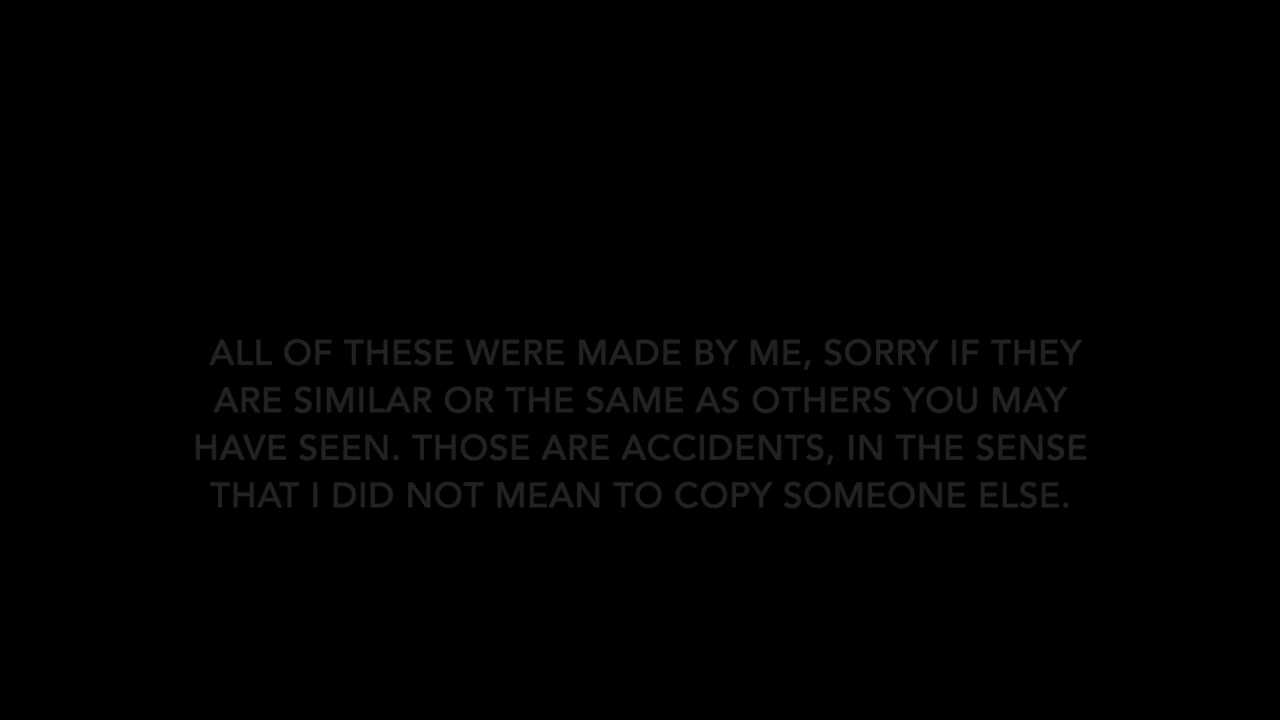 ALL OF THESE WERE MADE BY ME, SORRY IF THEY
ARE SIMILAR OR THE SAME AS OTHERS YOU MAY
HAVE SEEN. THOSE ARE ACCIDENTS, IN THE SENSE
THAT I DID NOT MEAN TO COPY SOMEONE ELSE.